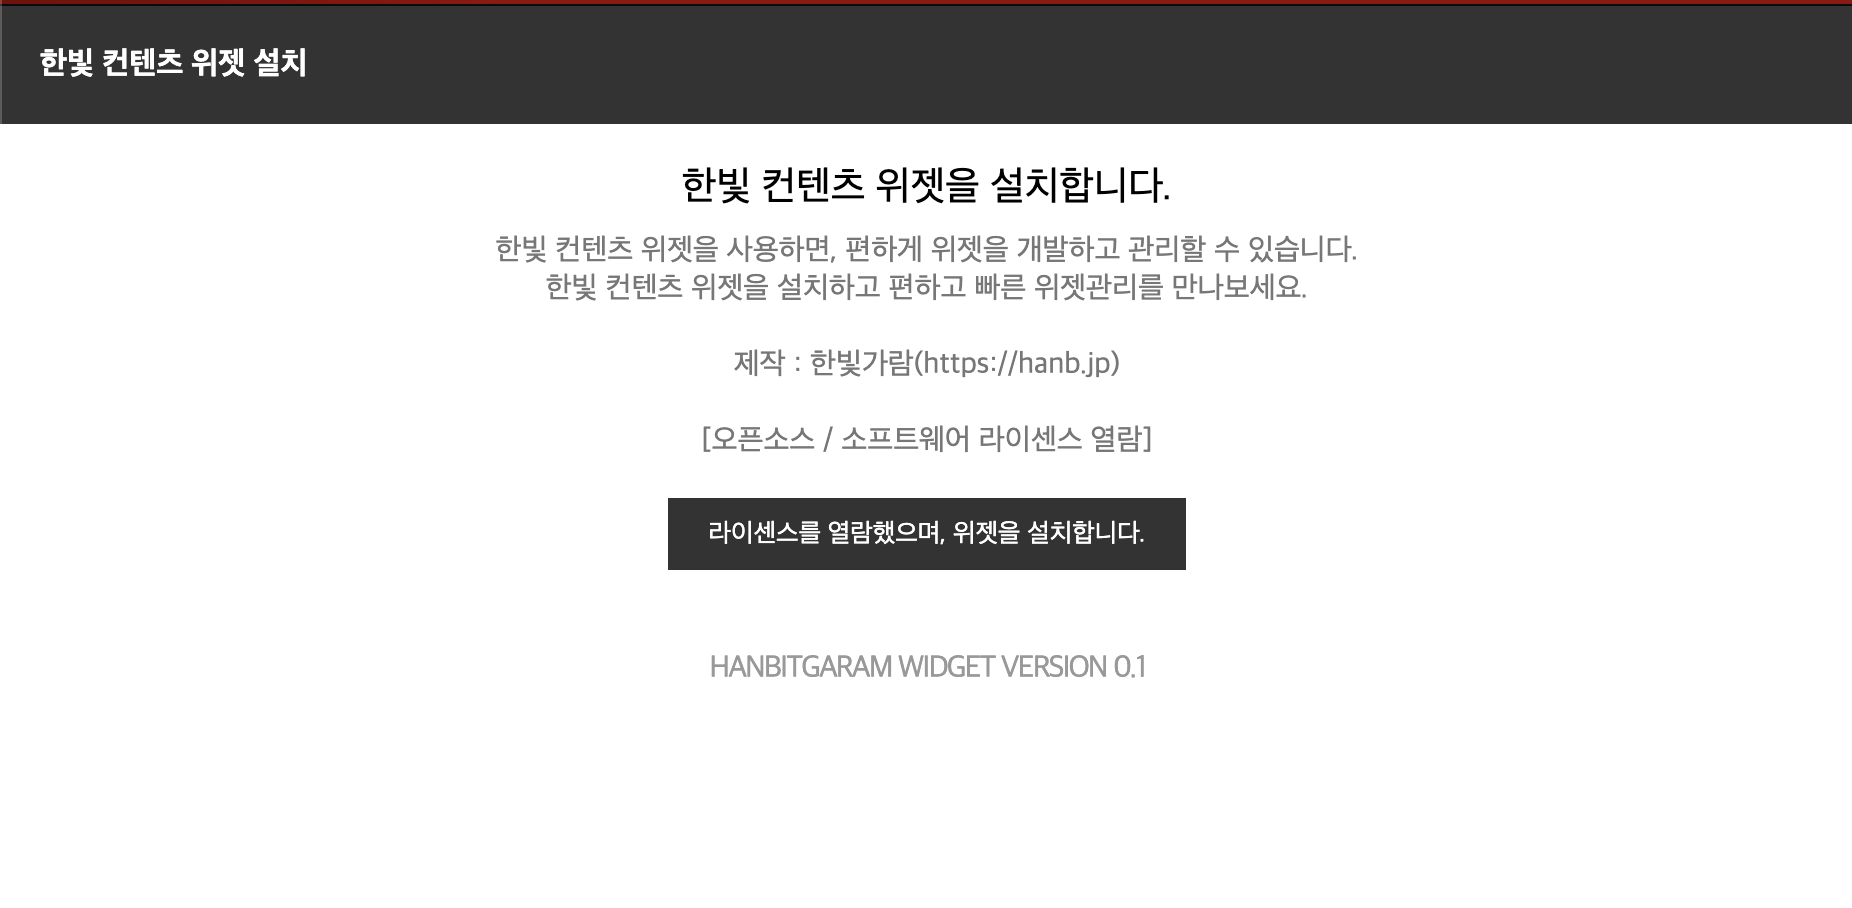 한빛 컨텐츠 위젯 설치
한빛 컨텐츠 위젯을 설치합니다.
한빛 컨텐츠 위젯을 사용하면, 편하게 위젯을 개발하고 관리할 수 있습니다.
한빛 컨텐츠 위젯을 설치하고 편하고 빠른 위젯관리를 만나보세요.
제작 : 한빛가람(https://hanb.jp)
[오픈소스 / 소프트웨어 라이센스 열람]
라이센스를 열람했으며, 위젯을 설치합니다.
HANBITGARAM WIDGET VERSION 0.1